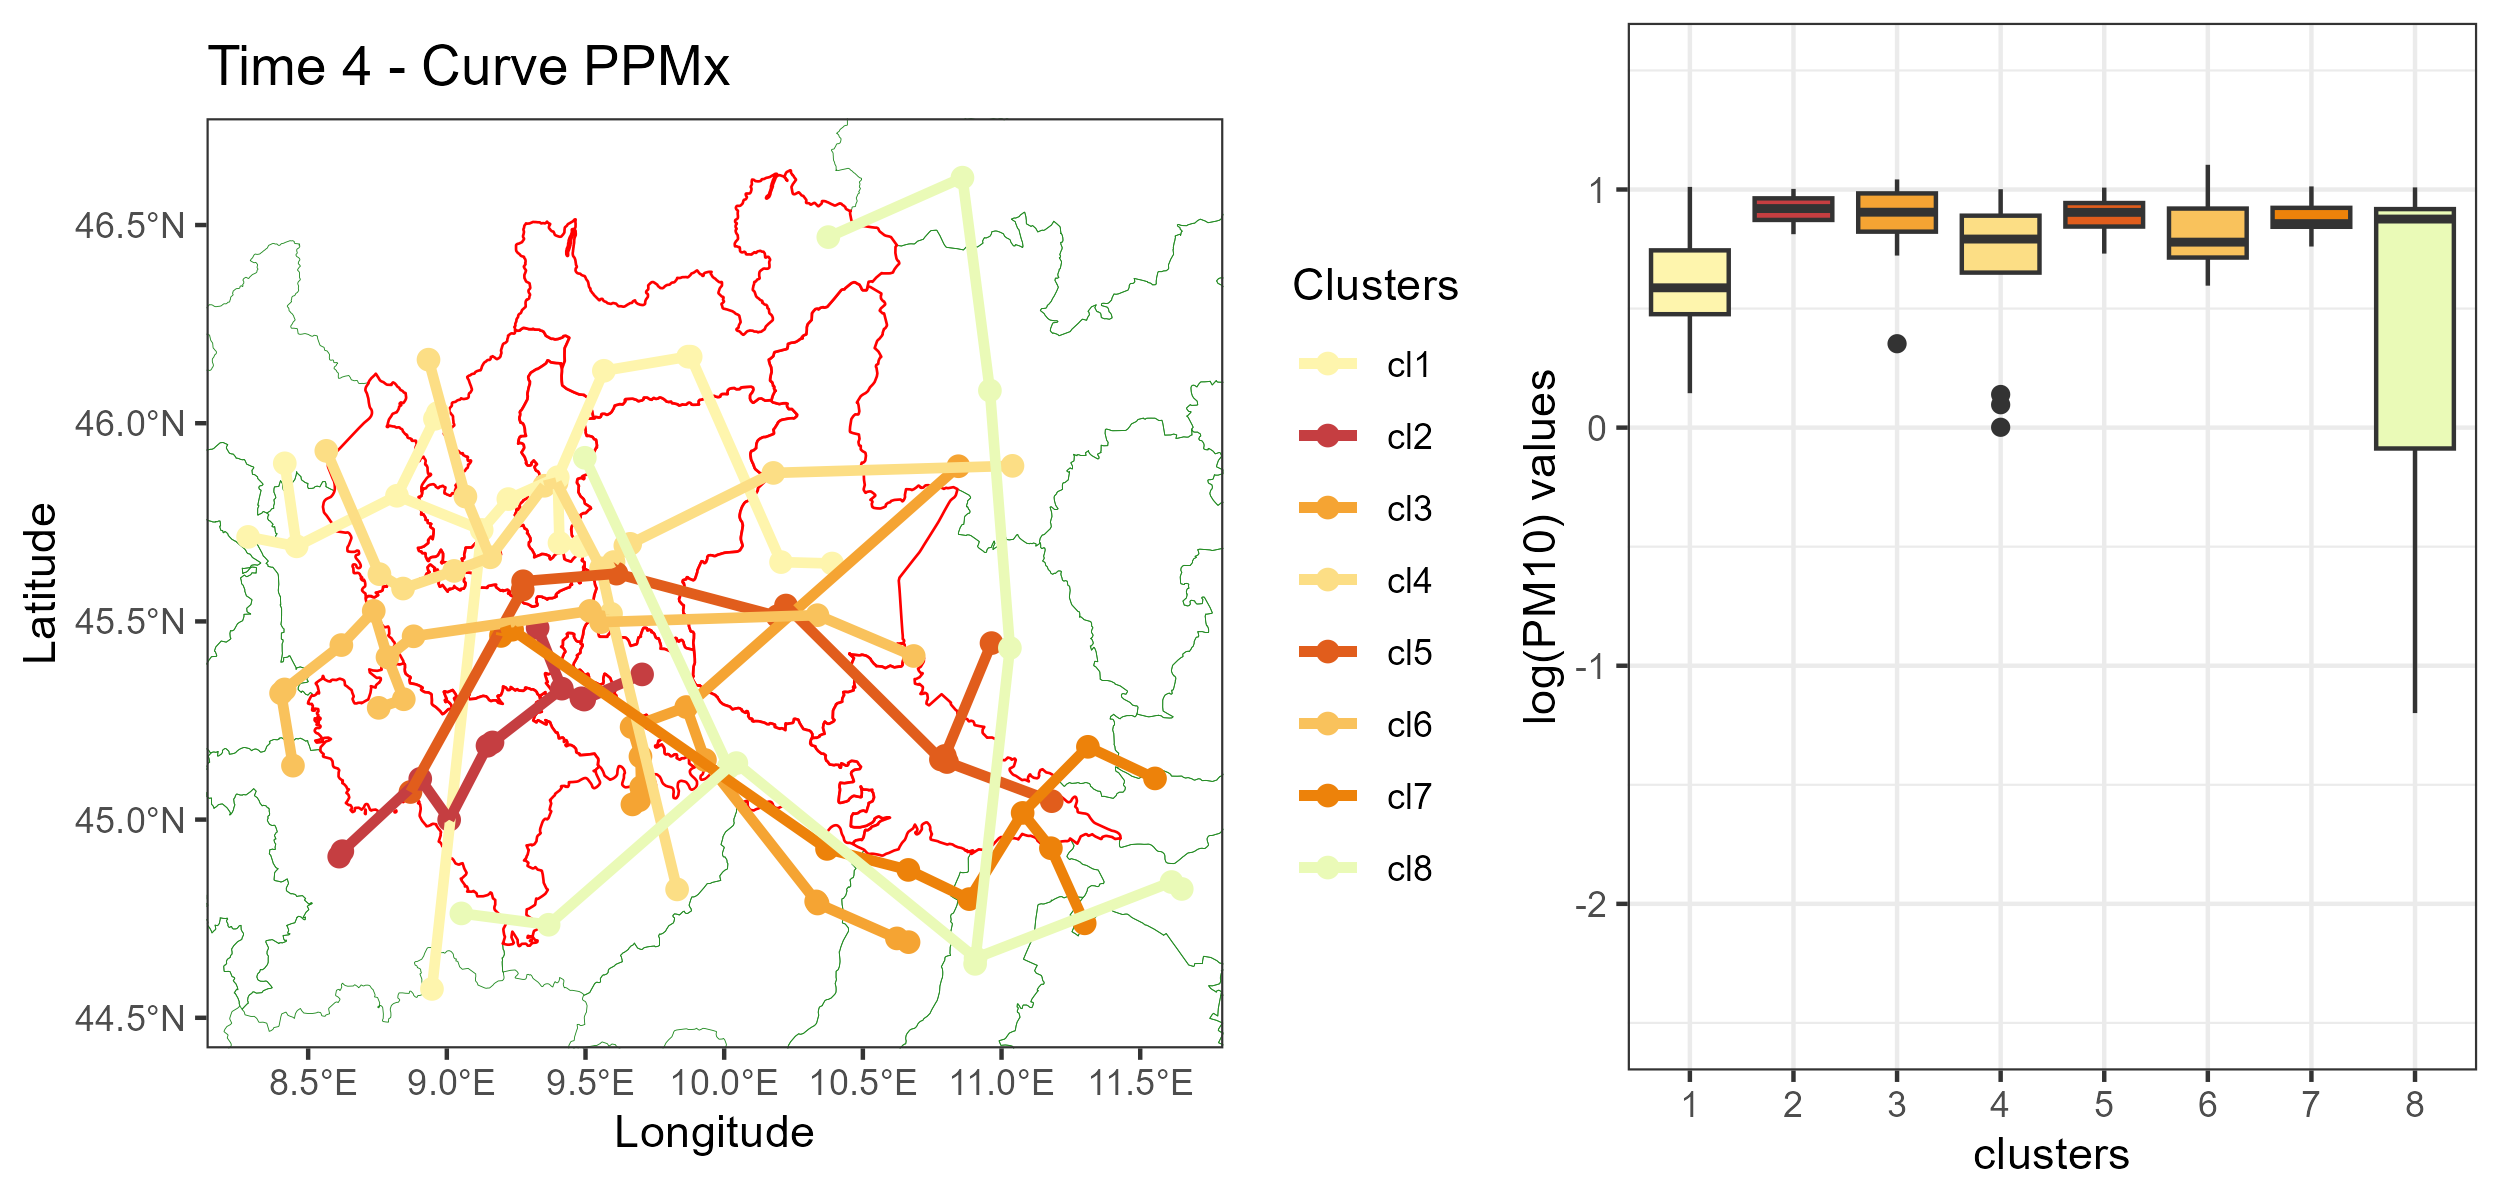 Time 4 - Curve PPMx
46.5°N
46.0°N
45.5°N
45.0°N
44.5°N
Latitude
8.5°E 9.0°E 9.5°E 10.0°E 10.5°E 11.0°E 11.5°E
Longitude
Clusters
cl1
cl2
cl3
cl4
cl5
cl6
cl7
cl8
1
0
-1
-2
log(PM10) values
1 2 3 4 5 6 7 8
clusters